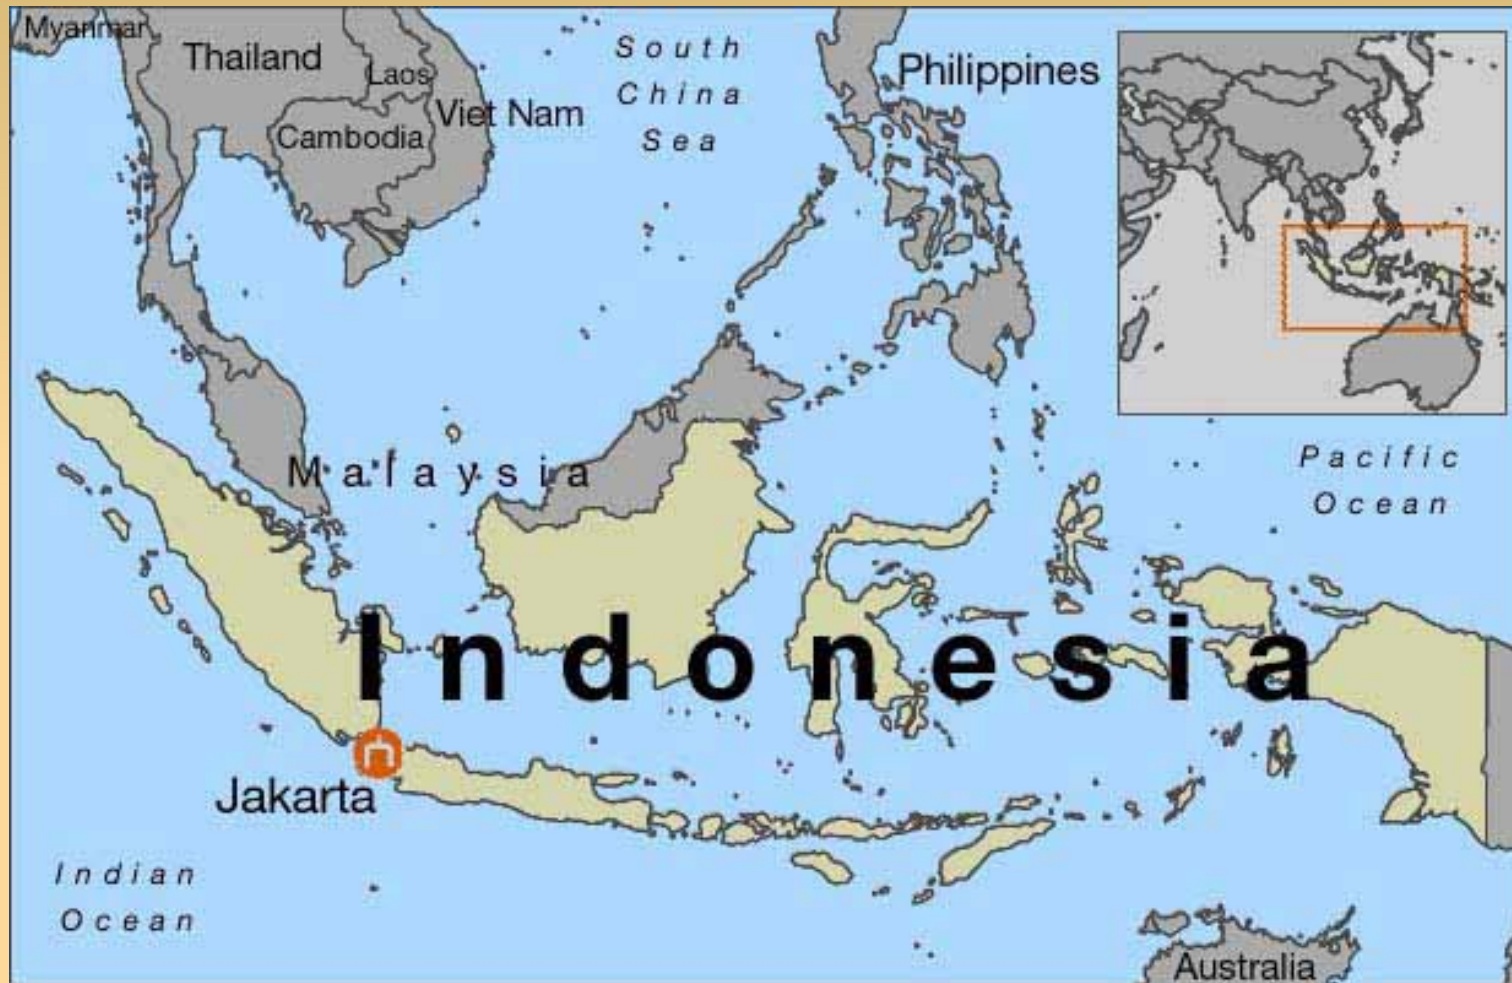 Myanmar
Thailand
Laos
Viet Nam
Cambodia
South
China
Sea
Philippines
Malaysia
Pacific
Ocean
Indonesia
Jakarta
Indian
Ocean
Australia